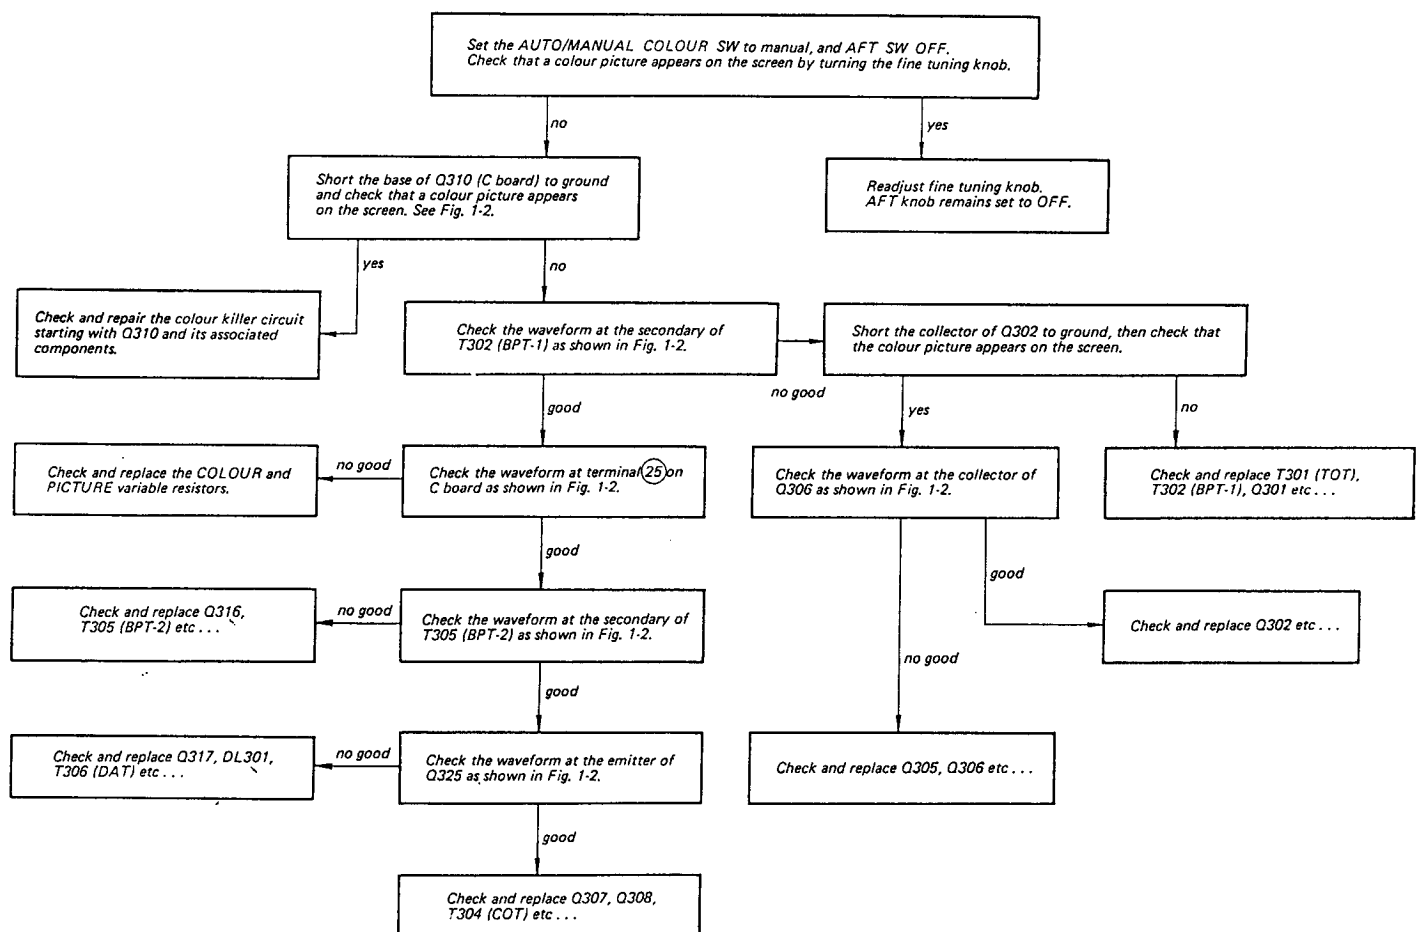 Set the AUTO/MANUAL COLOUR SW to manual, and AFT SW OFF.
Check that a colour picture appears on the screen by turning the fine tuning knob.
no
yes
Short the base of Q310 (C board) to ground
and check that a colour picture appears
on the screen. See Fig. 1-2.
Readjust fine tuning knob.
AFT knob remains set to OFF.
yes
no
Check and repair the colour killer circuit
starting with Q310 and its associated
components.
Check the waveform at the secondary of
T302 (BPT-1) as shown in Fig. 1-2.
Short the collector of Q302 to ground, then check that
the colour picture appears on the screen.
no good
good
yes
no
Check and replace the COLOUR and
PICTURE variable resistors.
no good
Check the waveform at terminal 25 on
C board as shown in Fig. 1-2.
Check the waveform at the collector of
Q306 as shown in Fig. 1-2.
Check and replace T301 (TOT),
T302 (BPT-1), Q301 etc . . .
good
good
Check and replace Q316,
T305 (BPT-2) etc . . .
no good
Check the waveform at the secondary of
T305 (BPT-2) as shown in Fig. 1-2.
Check and replace Q302 etc . . .
no good
good
Check and replace Q317, DL301,
T306 (DAT) etc . . .
no good
Check the waveform at the emitter of
Q325 as shown in Fig. 1-2.
Check and replace Q305, Q306 etc . . .
good
Check and replace Q307, Q308,
T304 (COT) etc . . .